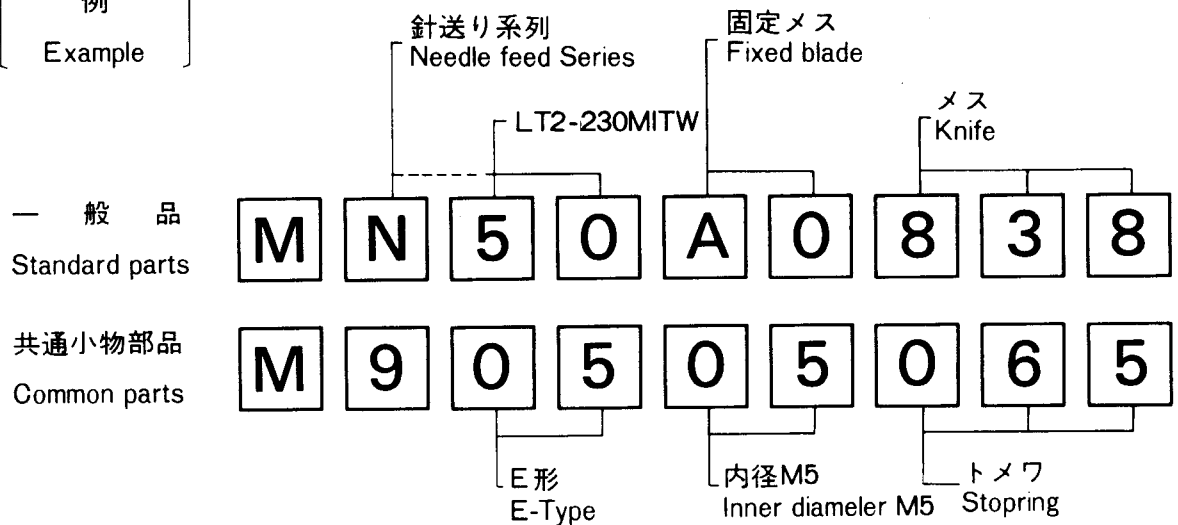 例
Example
針送り系列
Needle feed Series
固定メス
Fixed blade
LT2-230MITW
メス
Knife
一般品
Standard parts
M N 5 0 A 0 8 3 8
共通小物部品
Common parts
M 9 0 5 0 5 0 6 5
E形
E-Type
内径M5
Inner diameler M5
トメワ
Stopring